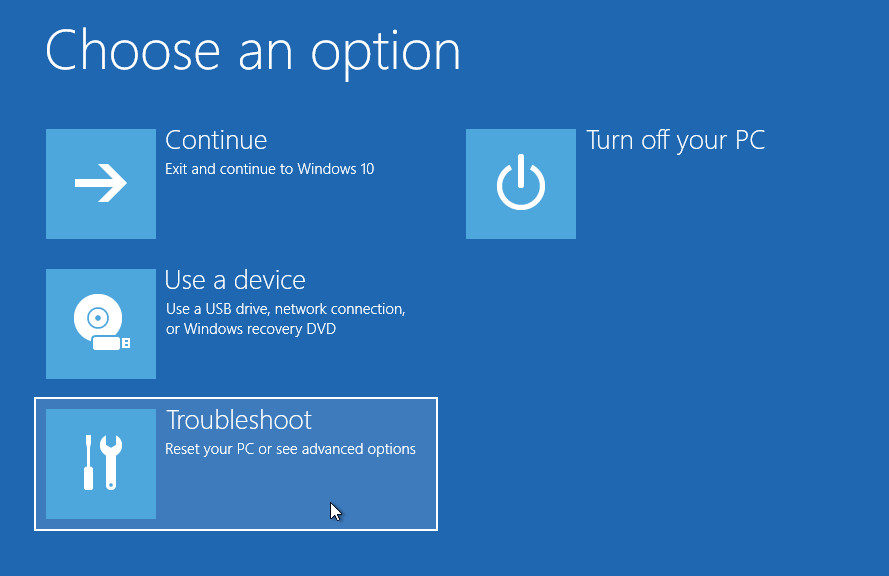 Choose an option
Continue
Exit and continue to Windows 10
Turn off your PC
Use a device
Use a USB drive, network connection,
or Windows recovery DVD
Troubleshoot
Reset your PC or see advanced options